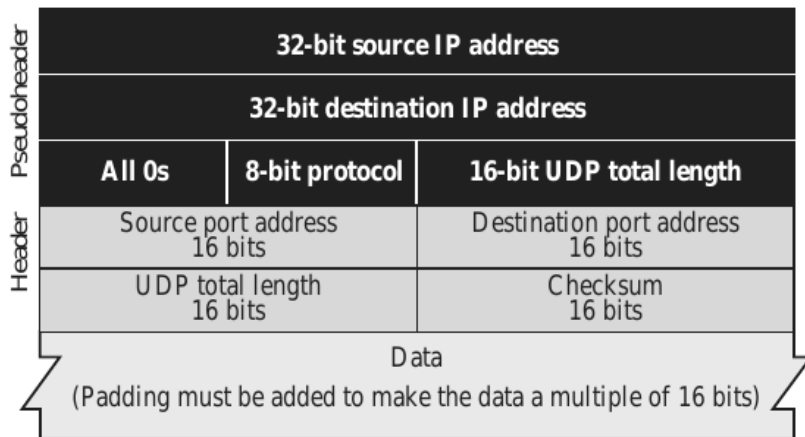 Pseudoheader
32-bit source IP address
32-bit destination IP address
All 0s 8-bit protocol 16-bit UDP total length
Header
Source port address Destination port address
16 bits 16 bits
UDP total length Checksum
16 bits 16 bits
Data
(Padding must be added to make the data a multiple of 16 bits)